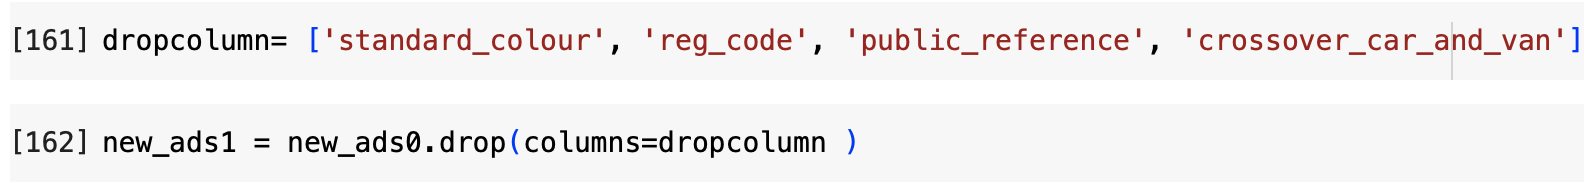 [161] dropcolumn= ['standard_colour', 'reg_code', 'public_reference', 'crossover_car_and_van']
[162] new_ads1 = new_ads0.drop(columns=dropcolumn )